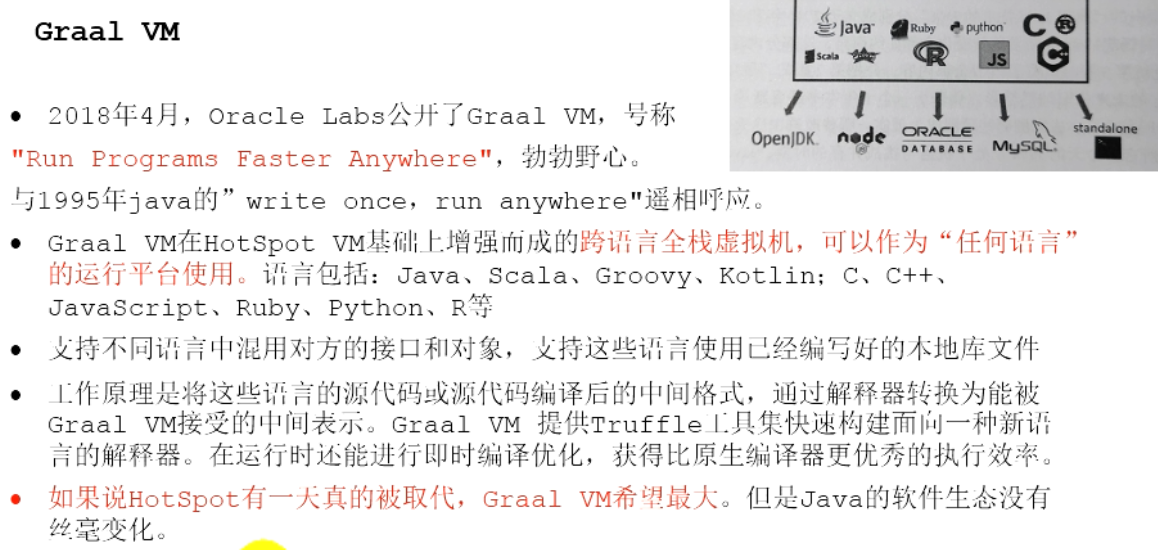 Graal VM
Java
Ruby
python
C
R
Scala
R
JS
C++
OpenJDK
node
ORACLE
DATABASE
MySQL
standalone
• 2018年4月，Oracle Labs公开了Graal VM，号称
"Run Programs Faster Anywhere"，勃勃野心。
与1995年java的”write once，run anywhere"遥相呼应。
• Graal VM在HotSpot VM基础上增强而成的跨语言全栈虚拟机，可以作为“任何语言”
的运行平台使用。语言包括：Java、Scala、Groovy、Kotlin；C、C++、
JavaScript、Ruby、Python、R等
• 支持不同语言中混用对方的接口和对象，支持这些语言使用已经编写好的本地库文件
• 工作原理是将这些语言的源代码或源代码编译后的中间格式，通过解释器转换为能被
Graal VM接受的中间表示。Graal VM 提供Truffle工具集快速构建面向一种新语
言的解释器。在运行时还能进行即时编译优化，获得比原生编译器更优秀的执行效率。
• 如果说HotSpot有一天真的被取代，Graal VM希望最大。但是Java的软件生态没有
丝毫变化。